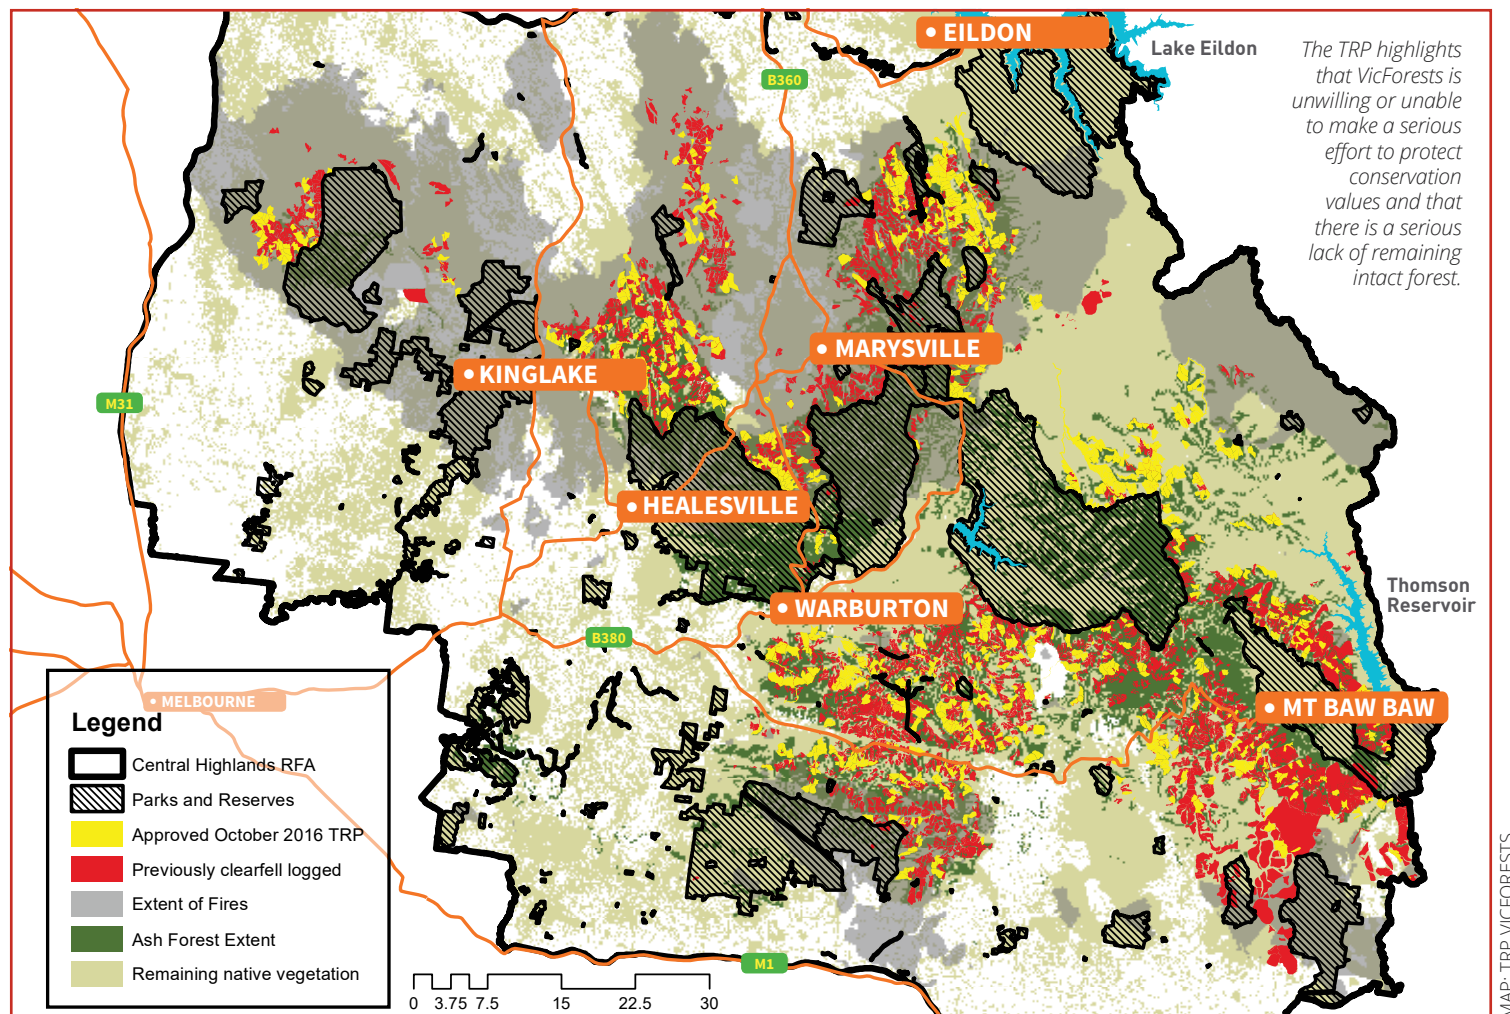 EILDON
Lake Eildon
The TRP highlights
that VicForests is
unwilling or unable
to make a serious
effort to protect
conservation
values and that
there is a serious
lack of remaining
intact forest.
B360
MARYSVILLE
KINGLAKE
M31
HEALESVILLE
Thomson
Reservoir
WARBURTON
B380
MELBOURNE
MT BAW BAW
Legend
Central Highlands RFA
Parks and Reserves
Approved October 2016 TRP
Previously clearfell logged
Extent of Fires
Ash Forest Extent
Remaining native vegetation
M1
0 3.75 7.5 15 22.5 30
MAP: TRP VICFORESTS